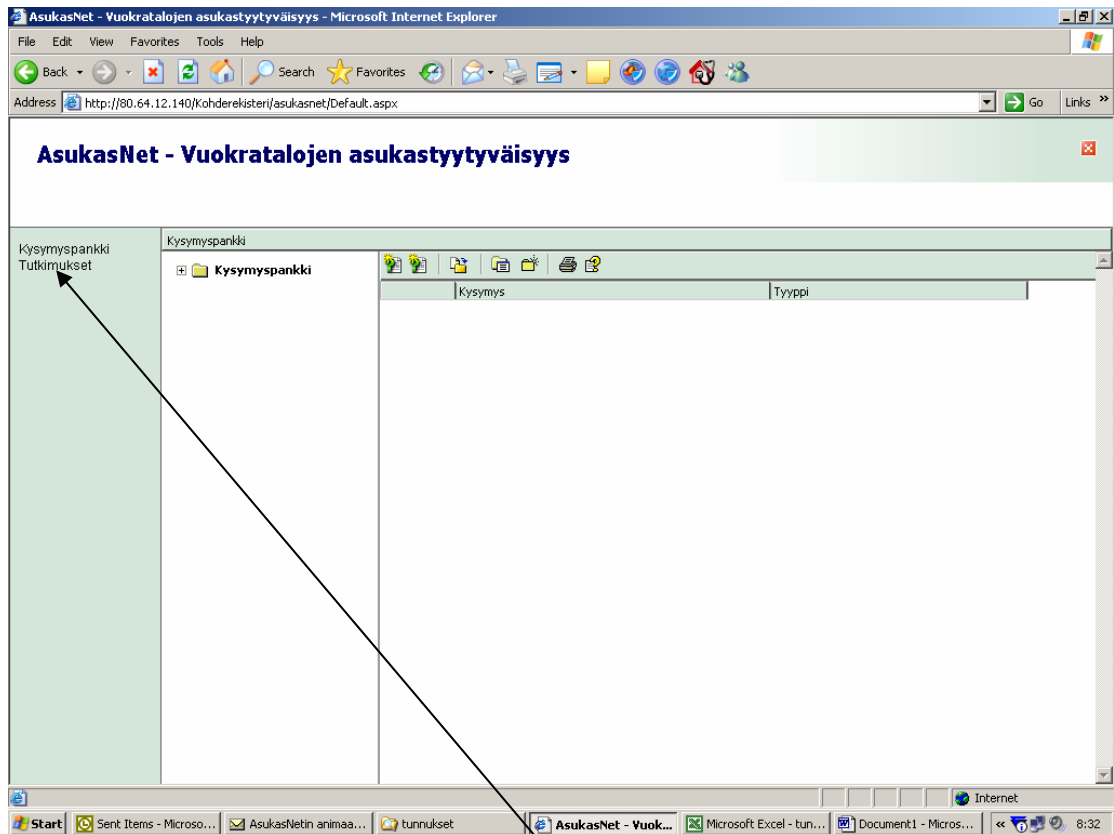 AsukasNet - Vuokratalojen asukastyytyväisyys - Microsoft Internet Explorer
File Edit View Favorites Tools Help
Back Search Favorites
Address http://80.64.12.140/Kohderekisteri/asukasnet/Default.aspx Go Links »
AsukasNet - Vuokratalojen asukastyytyväisyys
Kysymyspankki
Tutkimukset
Kysymyspankki
Kysymyspankki
Kysymys Tyyppi
Internet
Start Sent Items - Microso... AsukasNetin animaa... tunnukset AsukasNet - Vuok... Microsoft Excel - tun... Document1 - Micros... « 8:32